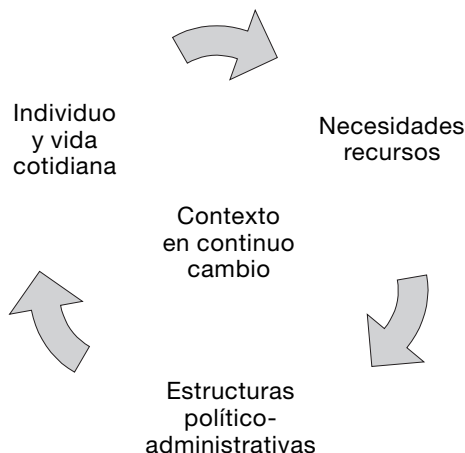 Individuo
y vida
cotidiana
Necesidades
recursos
Contexto
en continuo
cambio
Estructuras
político-
administrativas